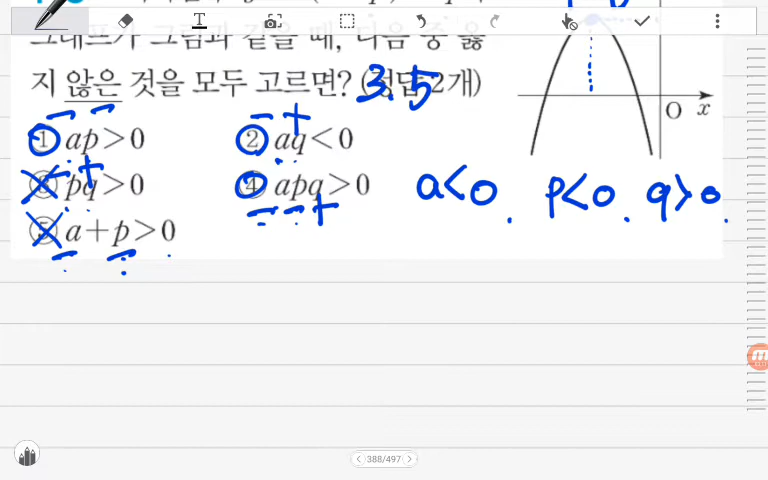 그래프가 그림과 같을 때, 다음 중 옳
지 않은 것을 모두 고르면? (정답 2개)
3.5
① ap>0 ② aq<0
③ pq>0 ④ apq>0
⑤ a+p>0
O x
a<0. p<0. q>0.
388/497